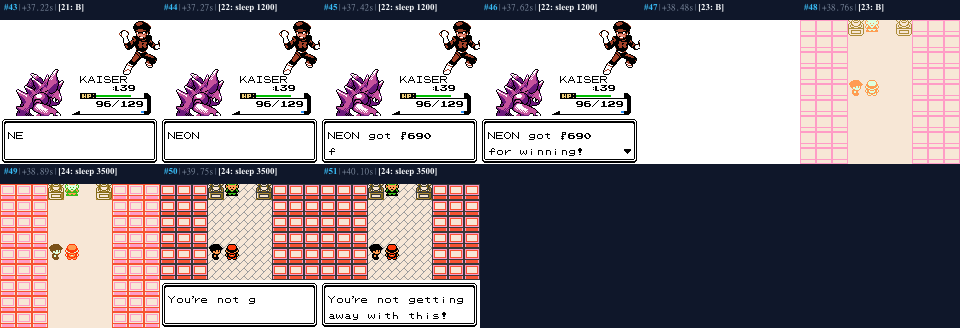 #43|+37.22s|[21: B]
#44|+37.27s|[22: sleep 1200]
#45|+37.42s|[22: sleep 1200]
#46|+37.62s|[22: sleep 1200]
#47|+38.48s|[23: B]
#48|+38.76s|[23: B]
KAISER
:L39
HP:
96/129
NE
KAISER
:L39
HP:
96/129
NEON
KAISER
:L39
HP:
96/129
NEON got ₽690
f
KAISER
:L39
HP:
96/129
NEON got ₽690
for winning!
#49|+38.89s|[24: sleep 3500]
#50|+39.75s|[24: sleep 3500]
#51|+40.10s|[24: sleep 3500]
You're not g
You're not getting
away with this!